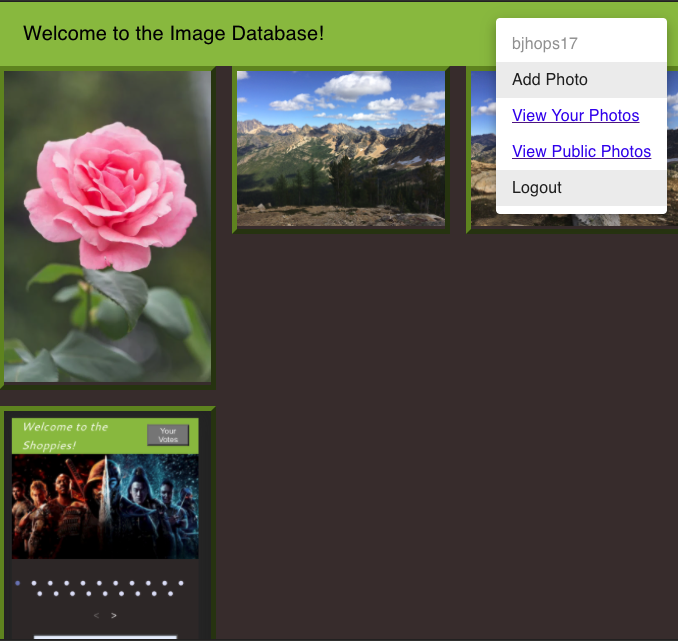 Welcome to the Image Database!
bjhops17
Add Photo
View Your Photos
View Public Photos
Logout
Welcome to the
Shoppies!
Your
Votes
< >